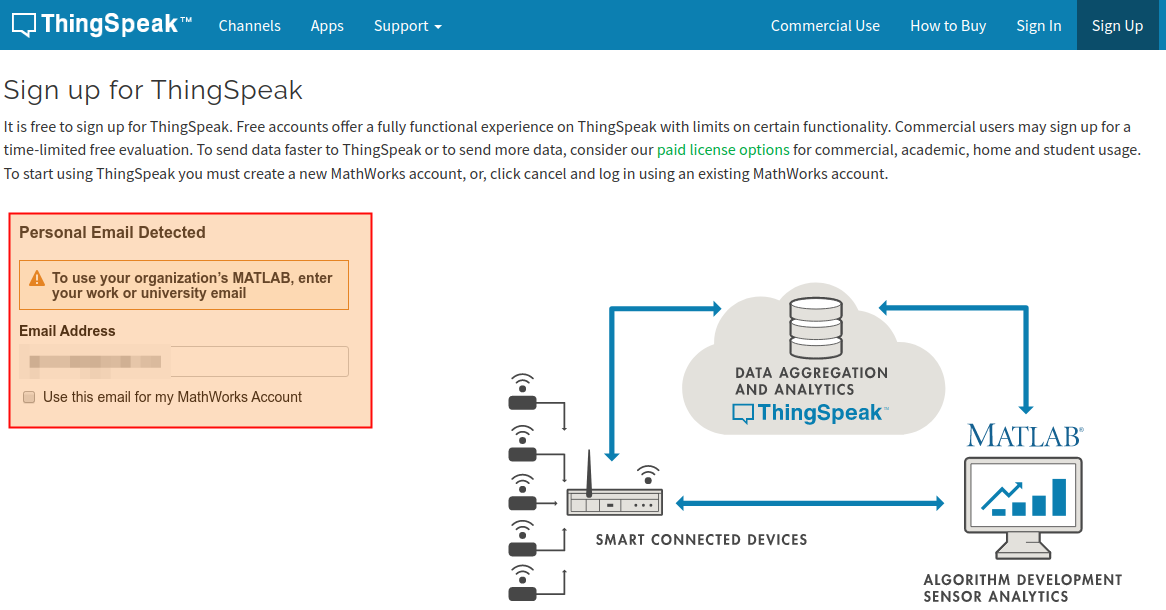 ThingSpeak™ Channels Apps Support Commercial Use How to Buy Sign In Sign Up
Sign up for ThingSpeak
It is free to sign up for ThingSpeak. Free accounts offer a fully functional experience on ThingSpeak with limits on certain functionality. Commercial users may sign up for a
time-limited free evaluation. To send data faster to ThingSpeak or to send more data, consider our paid license options for commercial, academic, home and student usage.
To start using ThingSpeak you must create a new MathWorks account, or, click cancel and log in using an existing MathWorks account.
Personal Email Detected
To use your organization's MATLAB, enter
your work or university email
Email Address
Use this email for my MathWorks Account
DATA AGGREGATION
AND ANALYTICS
ThingSpeak™
MATLAB®
SMART CONNECTED DEVICES
ALGORITHM DEVELOPMENT
SENSOR ANALYTICS